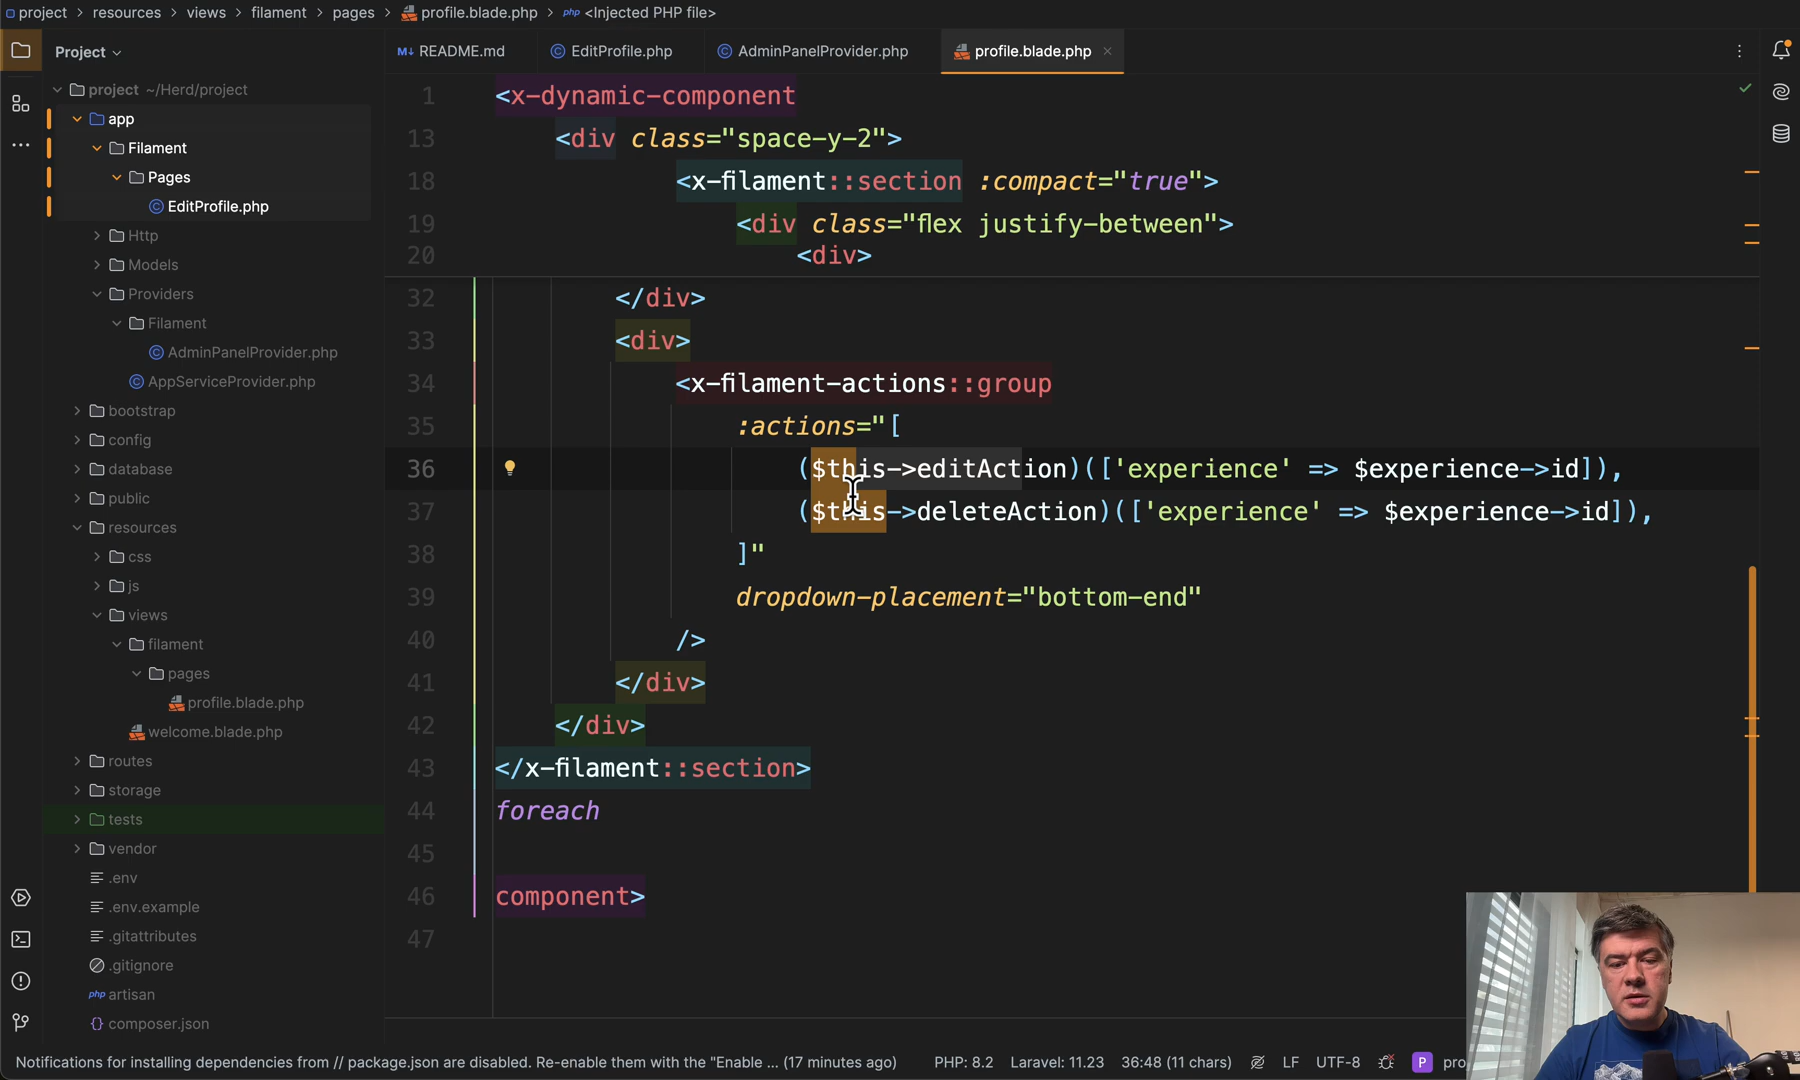 project > resources > views > filament > pages > profile.blade.php > php <Injected PHP file>
Project
README.md
EditProfile.php
AdminPanelProvider.php
profile.blade.php
project ~/Herd/project
app
Filament
Pages
EditProfile.php
Http
Models
Providers
Filament
AdminPanelProvider.php
AppServiceProvider.php
bootstrap
config
database
public
resources
css
js
views
filament
pages
profile.blade.php
welcome.blade.php
routes
storage
tests
vendor
.env
.env.example
.gitattributes
.gitignore
php artisan
composer.json
1 <x-dynamic-component
13 <div class="space-y-2">
18 <x-filament::section :compact="true">
19 <div class="flex justify-between">
20 <div>
32 </div>
33 <div>
34 <x-filament-actions::group
35 :actions="[
36 ($this->editAction)(['experience' => $experience->id]),
37 ($this->deleteAction)(['experience' => $experience->id]),
38 ]"
39 dropdown-placement="bottom-end"
40 />
41 </div>
42 </div>
43 </x-filament::section>
44 foreach
45
46 component>
47
Notifications for installing dependencies from // package.json are disabled. Re-enable them with the "Enable ... (17 minutes ago)
PHP: 8.2
Laravel: 11.23
36:48 (11 chars)
LF
UTF-8
P
pro